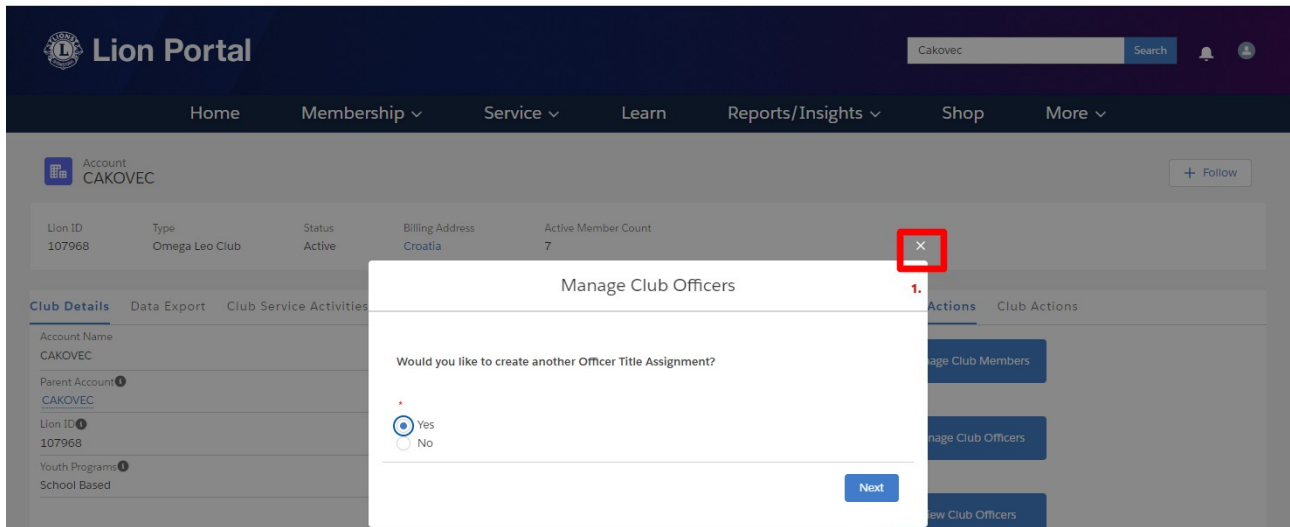 Lion Portal
Cakovec
Search
Home Membership Service Learn Reports/Insights Shop More
Account
CAKOVEC
+ Follow
Lion ID Type Status Billing Address Active Member Count
107968 Omega Leo Club Active Croatia 7
×
Manage Club Officers
1.
Club Details Data Export Club Service Activities
Actions Club Actions
Account Name
CAKOVEC
Parent Account
CAKOVEC
Lion ID
107968
Youth Programs
School Based
Would you like to create another Officer Title Assignment?
*
Yes
No
Next
age Club Members
nage Club Officers
iew Club Officers